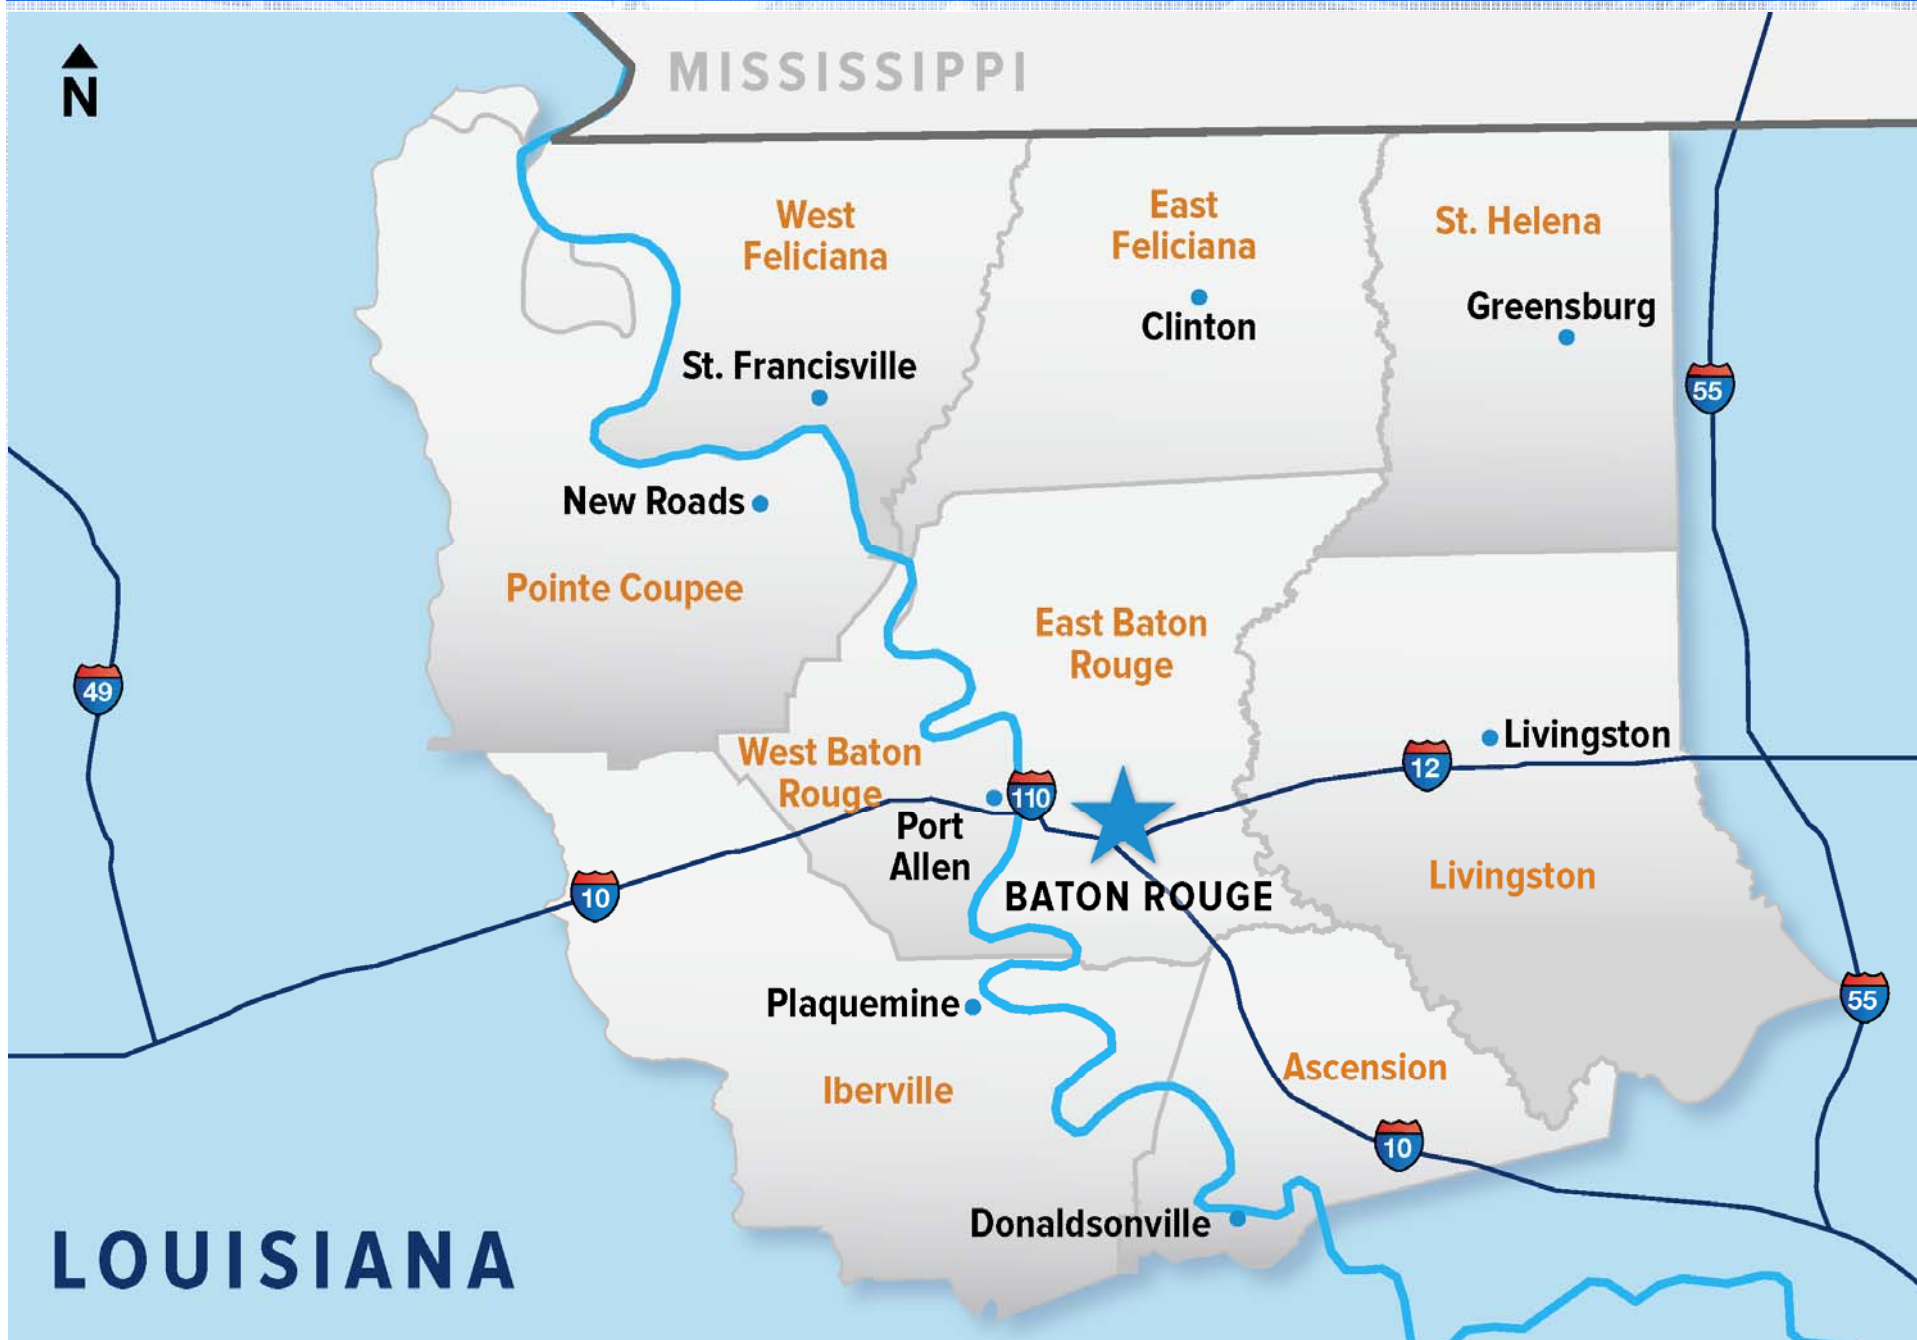 N
MISSISSIPPI
West
Feliciana
East
Feliciana
St. Helena
Greensburg
Clinton
St. Francisville
55
New Roads
Pointe Coupee
East Baton
Rouge
49
West Baton
Rouge
Livingston
12
110
Port
Allen
BATON ROUGE
Livingston
10
Plaquemine
55
Ascension
Iberville
10
Donaldsonville
LOUISIANA